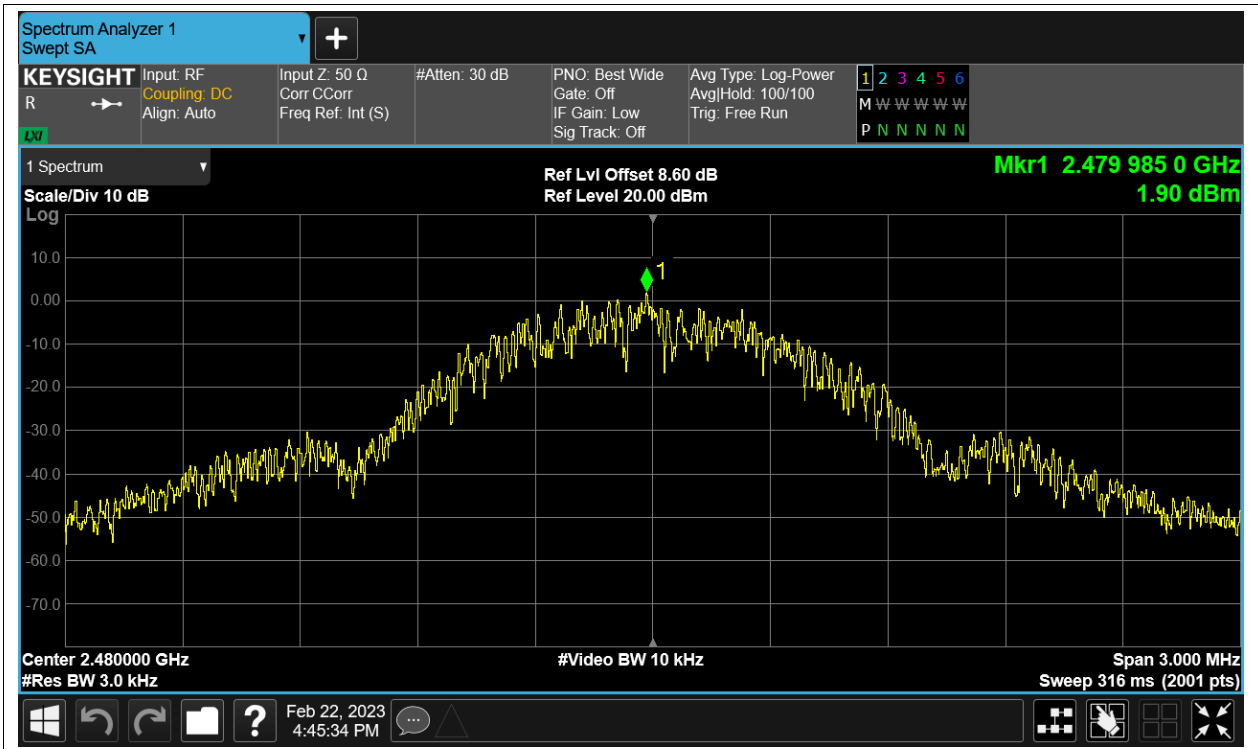 Spectrum Analyzer 1
Swept SA
+
KEYSIGHT
R
LXI
Input: RF
Coupling: DC
Align: Auto
Input Z: 50 Ω
Corr CCorr
Freq Ref: Int (S)
#Atten: 30 dB
PNO: Best Wide
Gate: Off
IF Gain: Low
Sig Track: Off
Avg Type: Log-Power
Avg|Hold: 100/100
Trig: Free Run
1 2 3 4 5 6
M W W W W W
P N N N N N
1 Spectrum
Scale/Div 10 dB
Log
Ref Lvl Offset 8.60 dB
Ref Level 20.00 dBm
Mkr1 2.479 985 0 GHz
1.90 dBm
1
10.0
0.00
-10.0
-20.0
-30.0
-40.0
-50.0
-60.0
-70.0
Center 2.480000 GHz
#Res BW 3.0 kHz
#Video BW 10 kHz
Span 3.000 MHz
Sweep 316 ms (2001 pts)
?
Feb 22, 2023
4:45:34 PM